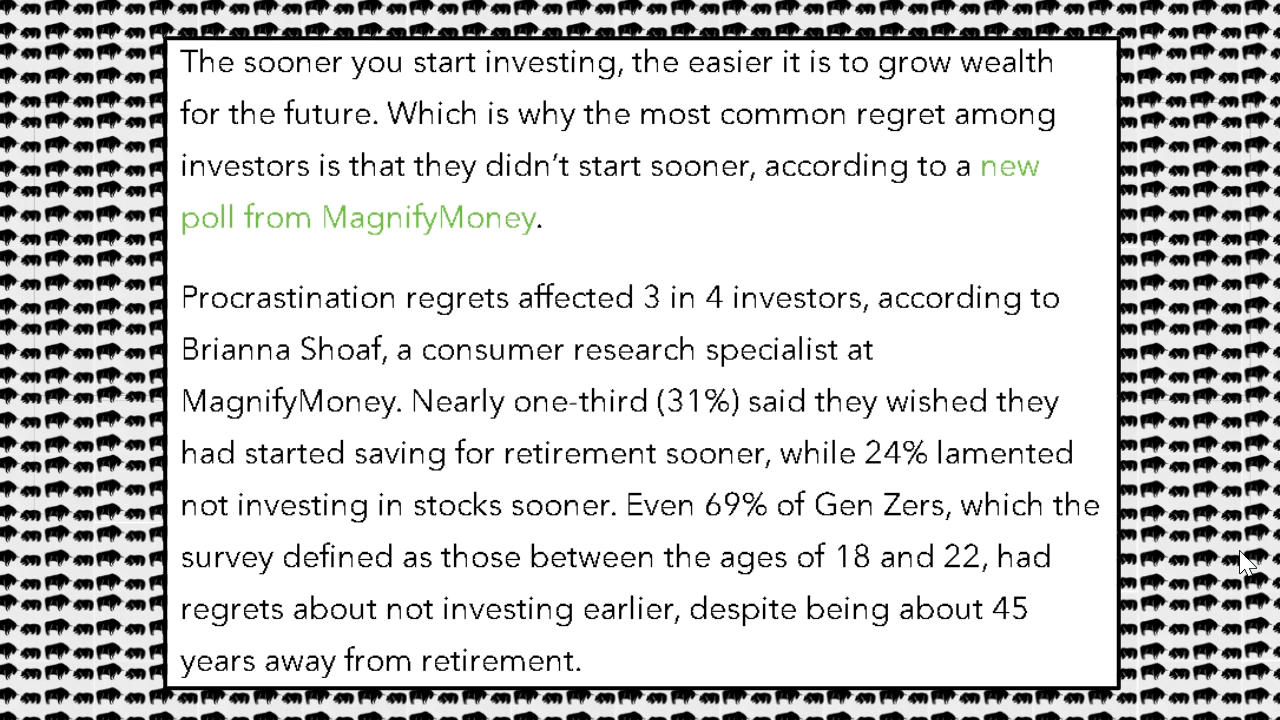 The sooner you start investing, the easier it is to grow wealth
for the future. Which is why the most common regret among
investors is that they didn’t start sooner, according to a new
poll from MagnifyMoney.
Procrastination regrets affected 3 in 4 investors, according to
Brianna Shoaf, a consumer research specialist at
MagnifyMoney. Nearly one-third (31%) said they wished they
had started saving for retirement sooner, while 24% lamented
not investing in stocks sooner. Even 69% of Gen Zers, which the
survey defined as those between the ages of 18 and 22, had
regrets about not investing earlier, despite being about 45
years away from retirement.